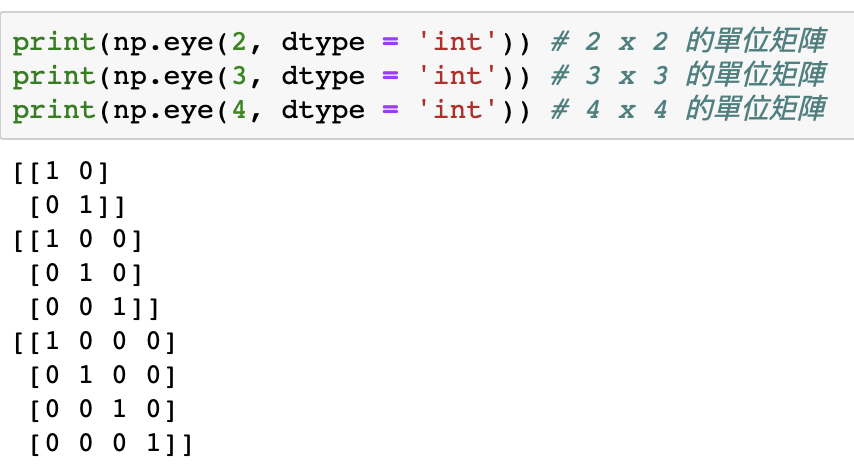 print(np.eye(2, dtype = 'int')) # 2 x 2 的單位矩陣
print(np.eye(3, dtype = 'int')) # 3 x 3 的單位矩陣
print(np.eye(4, dtype = 'int')) # 4 x 4 的單位矩陣
[[1 0]
 [0 1]]
[[1 0 0]
 [0 1 0]
 [0 0 1]]
[[1 0 0 0]
 [0 1 0 0]
 [0 0 1 0]
 [0 0 0 1]]